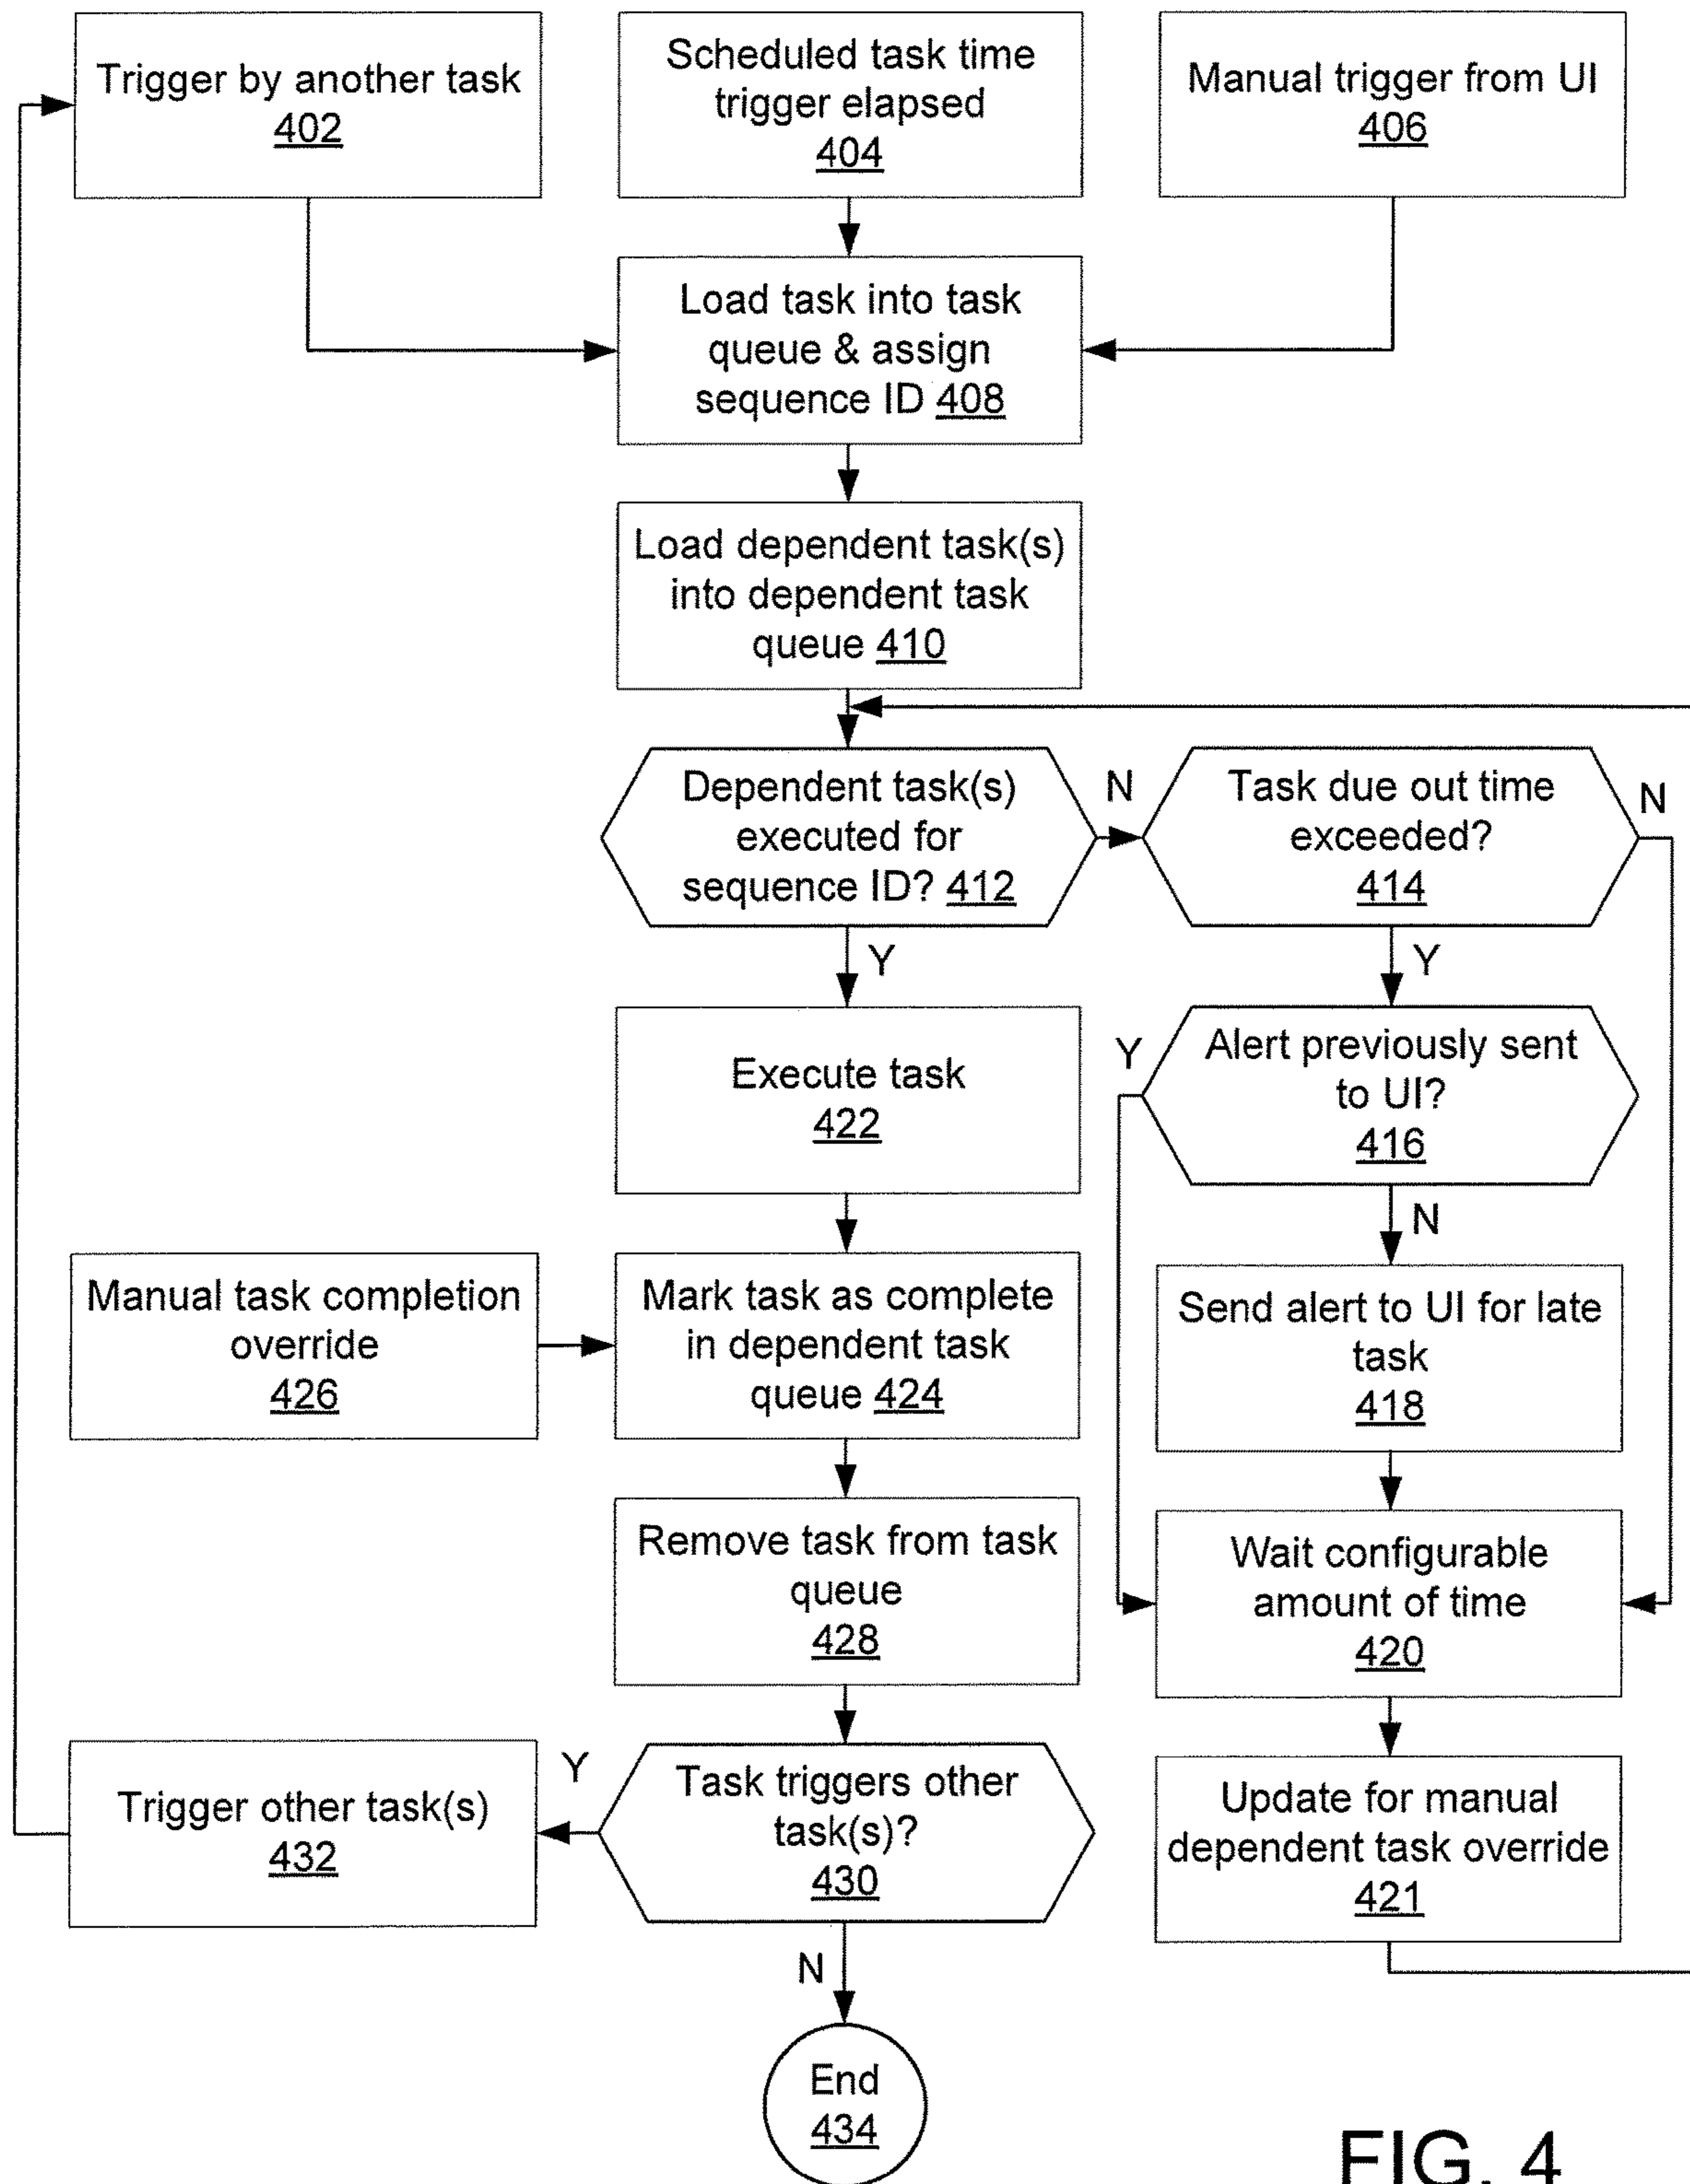 Trigger by another task
402
Scheduled task time
trigger elapsed
404
Manual trigger from UI
406
Load task into task
queue & assign
sequence ID 408
Load dependent task(s)
into dependent task
queue 410
Dependent task(s)
executed for
sequence ID? 412
N
Task due out time
exceeded?
414
N
Y
Y
Execute task
422
Y
Alert previously sent
to UI?
416
N
Manual task completion
override
426
Mark task as complete
in dependent task
queue 424
Send alert to UI for late
task
418
Remove task from task
queue
428
Wait configurable
amount of time
420
Trigger other task(s)
432
Y
Task triggers other
task(s)?
430
Update for manual
dependent task override
421
N
End
434
FIG. 4